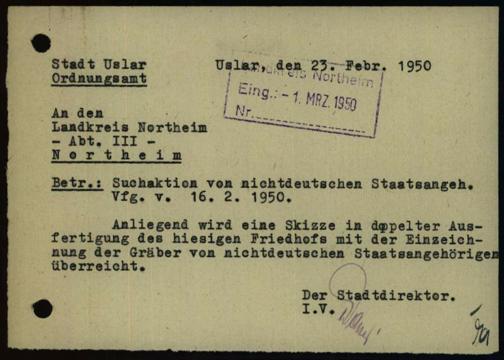 Stadt Uslar
Ordnungsamt
Uslar, den 23. Febr. 1950
Landkreis Northeim
Eing.: - 1. MRZ. 1950
Nr.
An den
Landkreis Northeim
- Abt. III -
N o r t h e i m
Betr.: Suchaktion von nichtdeutschen Staatsangeh.
Vfg. v. 16. 2. 1950.
Anliegend wird eine Skizze in doppelter Aus-
fertigung des hiesigen Friedhofs mit der Einzeich-
nung der Gräber von nichtdeutschen Staatsangehörigen
überreicht.
Der Stadtdirektor.
I.V.